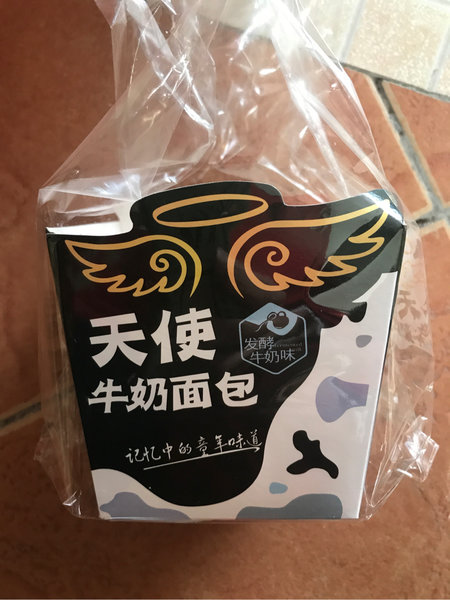 天使
牛奶面包
发酵
牛奶味
记忆中的童年味道